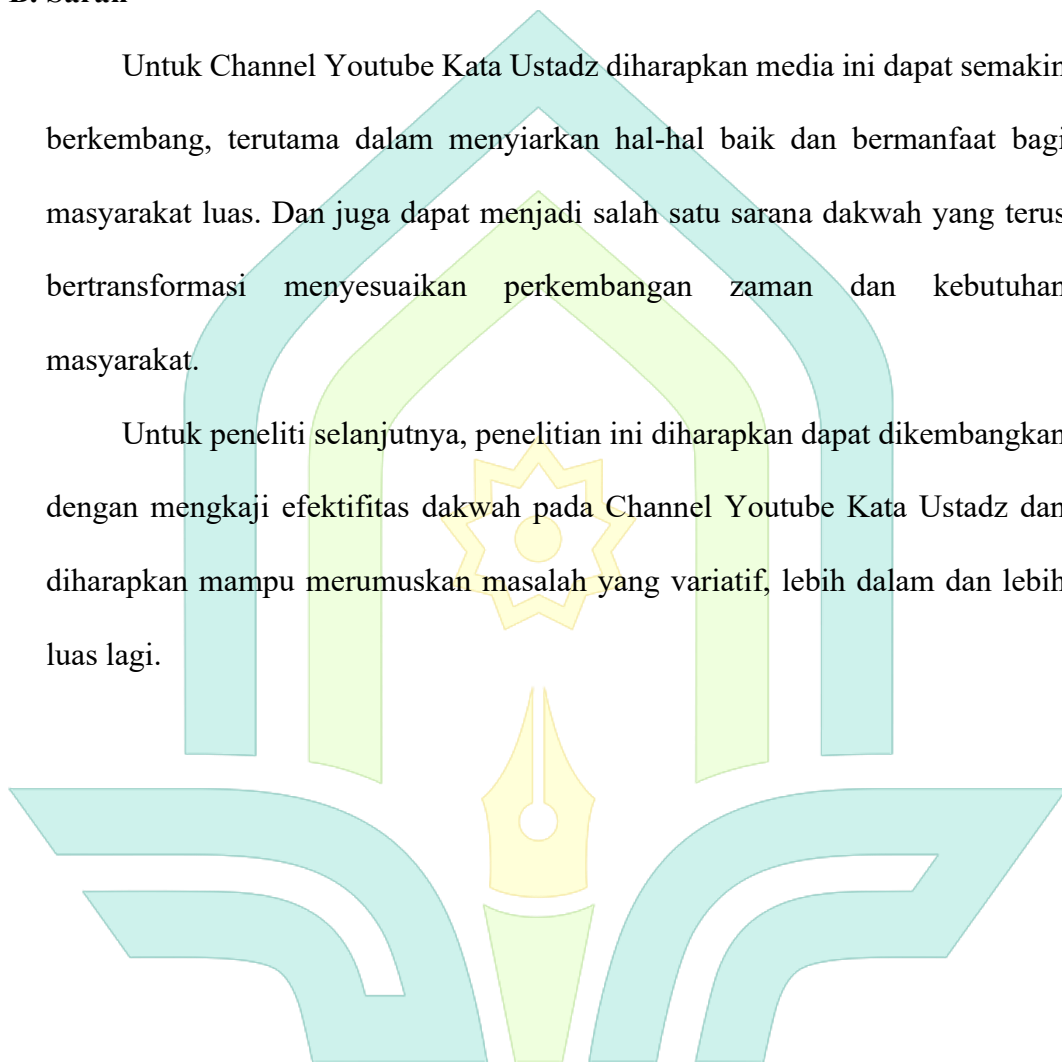 B. Saran
Untuk Channel Youtube Kata Ustadz diharapkan media ini dapat semakin
berkembang, terutama dalam menyiarkan hal-hal baik dan bermanfaat bagi
masyarakat luas. Dan juga dapat menjadi salah satu sarana dakwah yang terus
bertransformasi menyesuaikan perkembangan zaman dan kebutuhan
masyarakat.
Untuk peneliti selanjutnya, penelitian ini diharapkan dapat dikembangkan
dengan mengkaji efektifitas dakwah pada Channel Youtube Kata Ustadz dan
diharapkan mampu merumuskan masalah yang variatif, lebih dalam dan lebih
luas lagi.